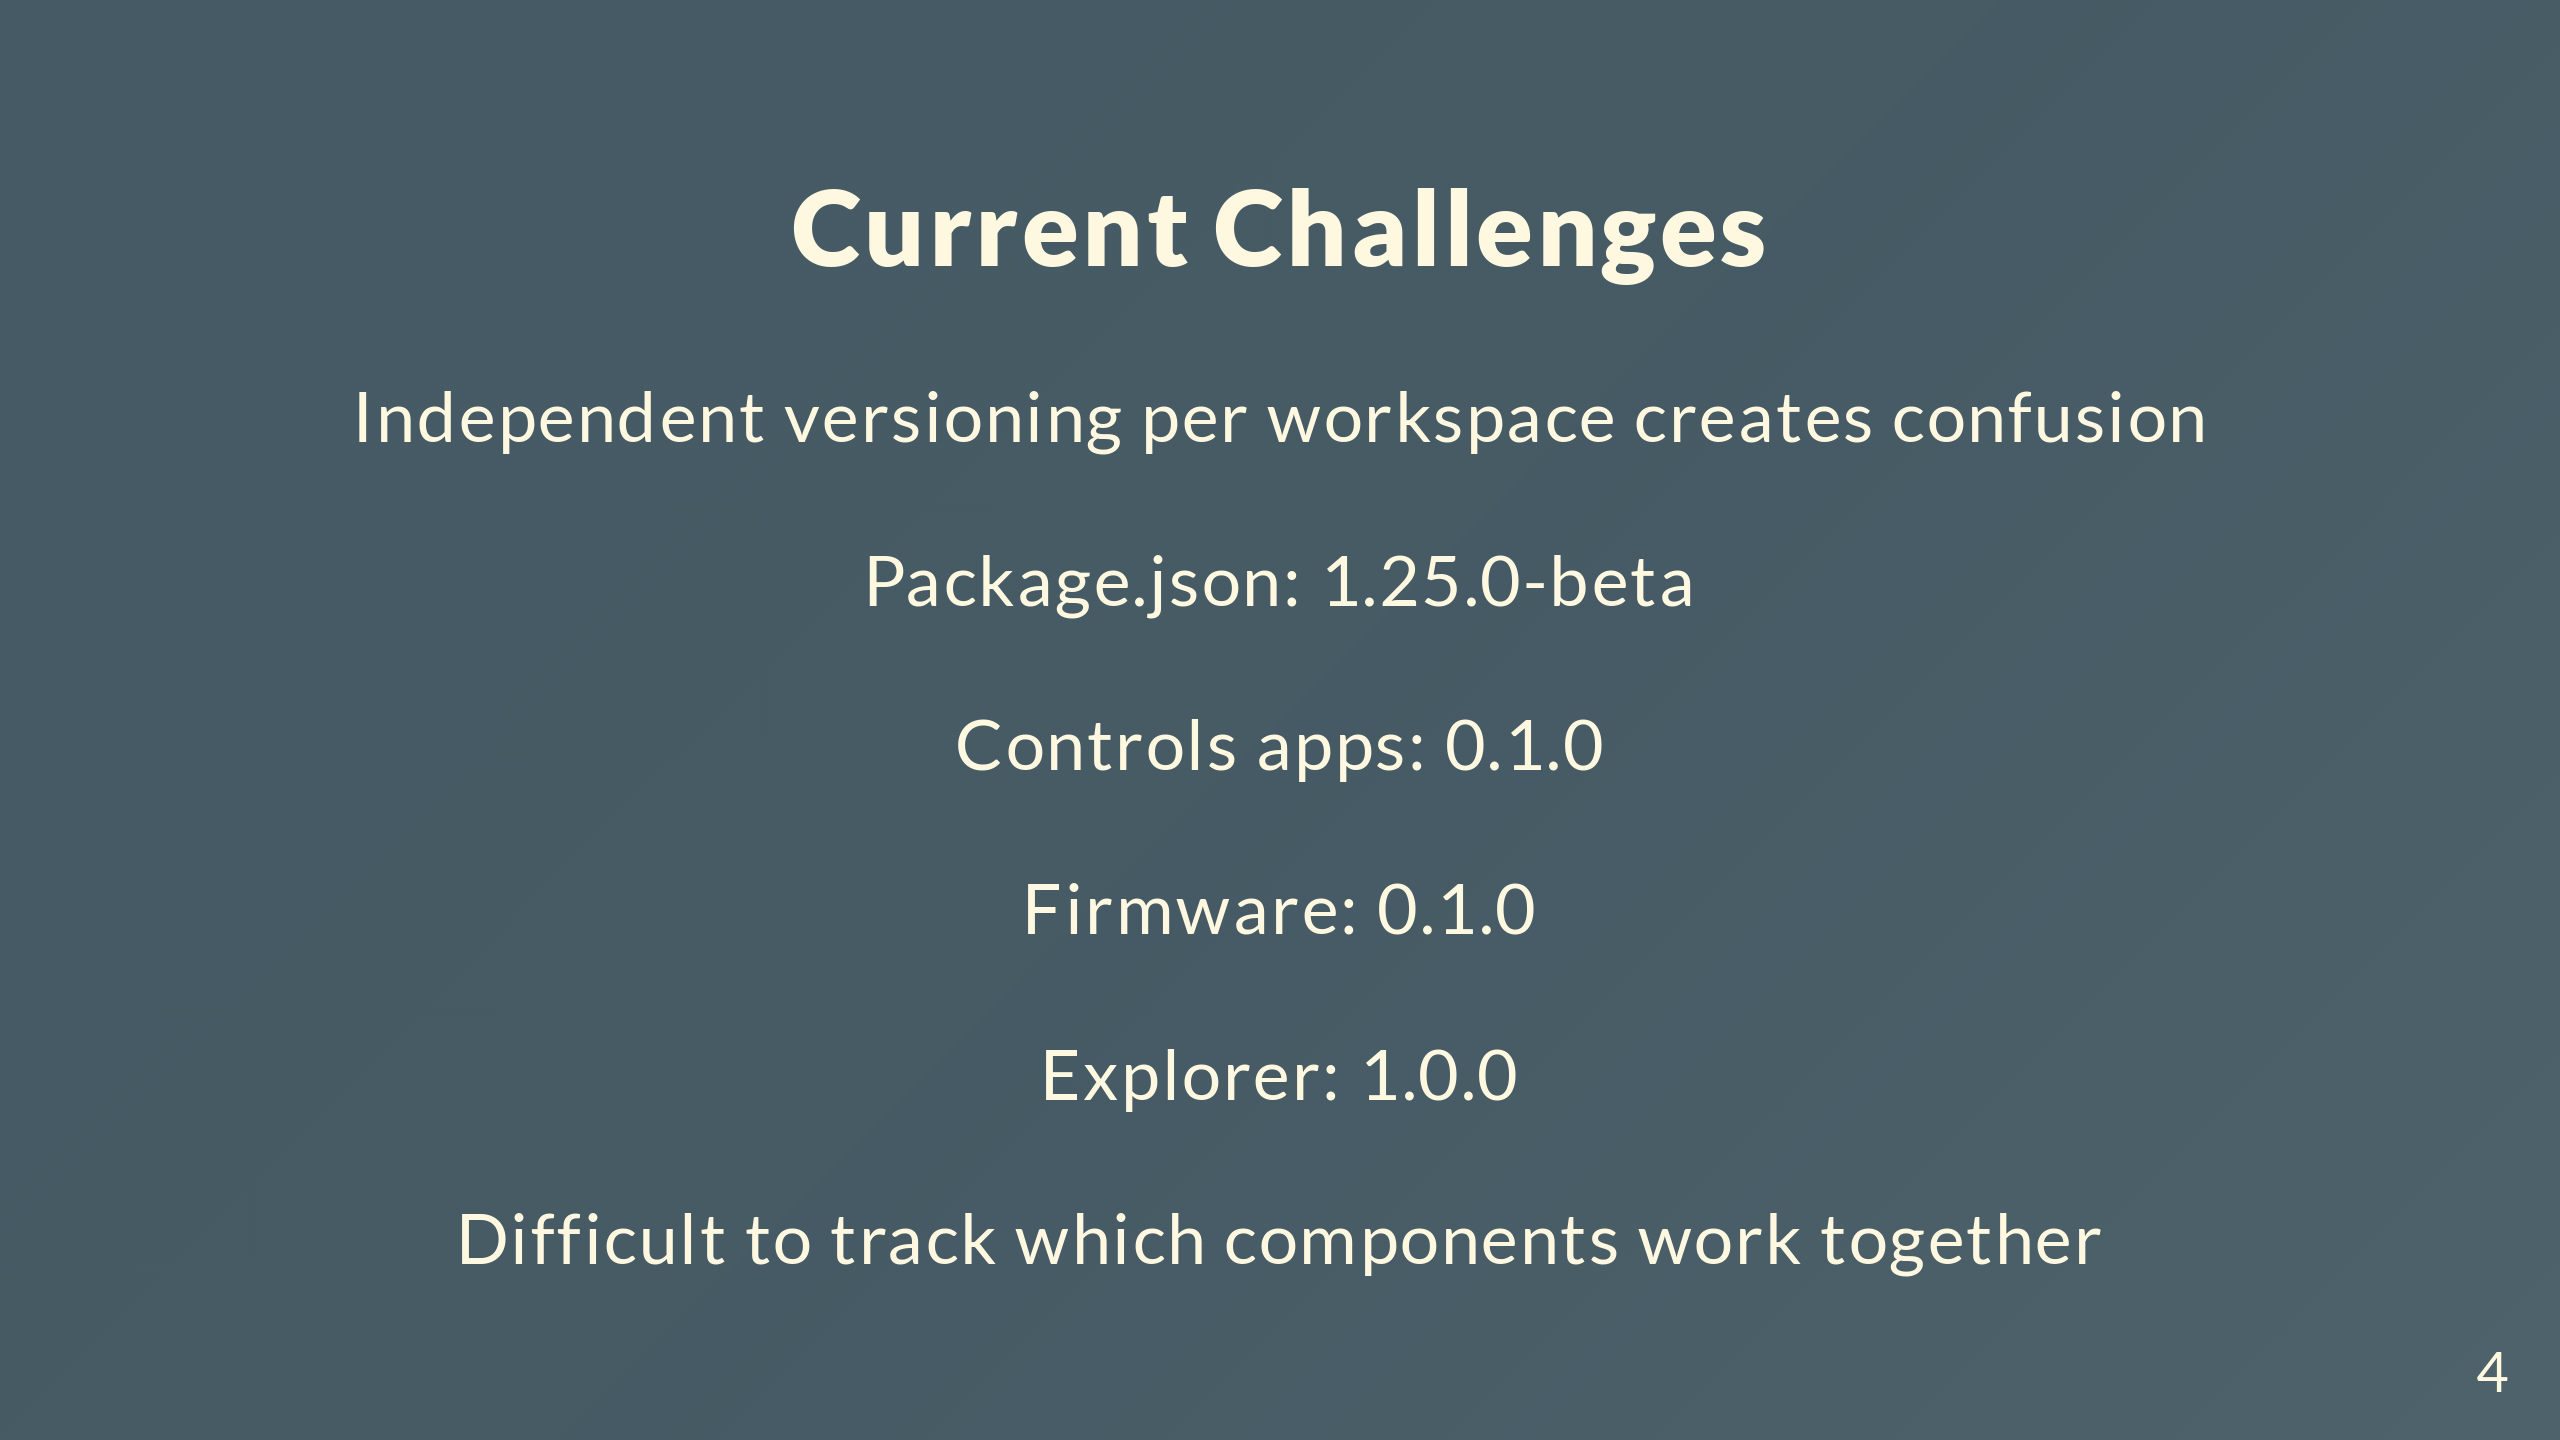 Current Challenges
Independent versioning per workspace creates confusion
Package.json: 1.25.0-beta
Controls apps: 0.1.0
Firmware: 0.1.0
Explorer: 1.0.0
Difficult to track which components work together
4